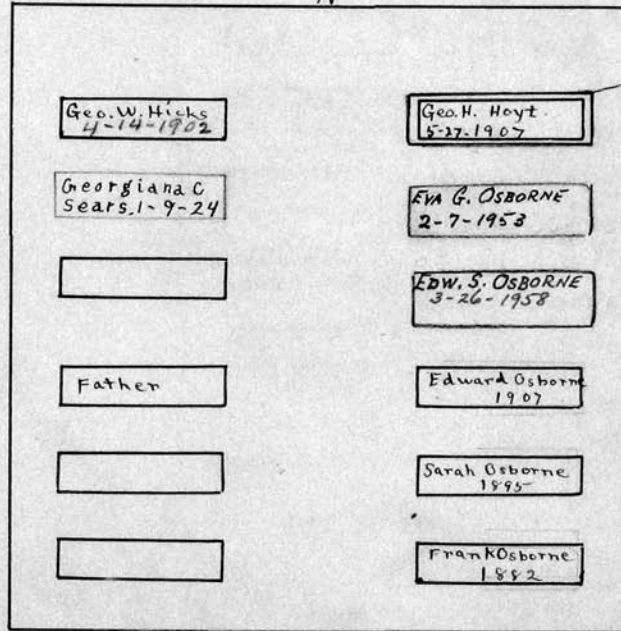 N
Geo. W. Hicks
4-14-1902
Georgiana C
Sears, 1-9-24
Father
Geo. H. Hoyt.
5-27-1907
EVA G. OSBORNE
2-7-1953
EDW. S. OSBORNE
3-26-1958
Edward Osborne
1907
Sarah Osborne
1895
Frank Osborne
1882